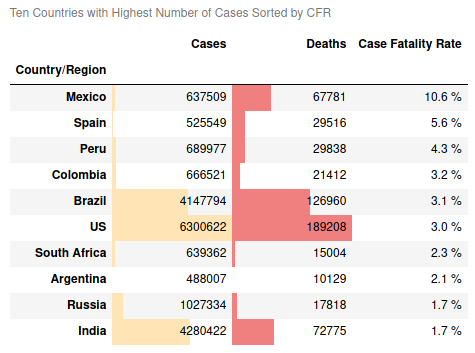 Ten Countries with Highest Number of Cases Sorted by CFR
Cases Deaths Case Fatality Rate
Country/Region
Mexico 637509 67781 10.6 %
Spain 525549 29516 5.6 %
Peru 689977 29838 4.3 %
Colombia 666521 21412 3.2 %
Brazil 4147794 126960 3.1 %
US 6300622 189208 3.0 %
South Africa 639362 15004 2.3 %
Argentina 488007 10129 2.1 %
Russia 1027334 17818 1.7 %
India 4280422 72775 1.7 %